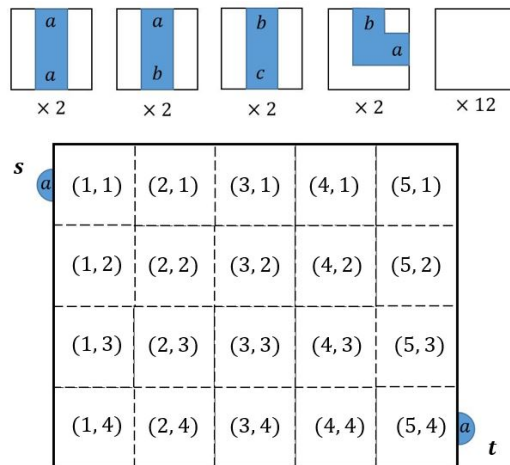 a a b b
a b c a
× 2 × 2 × 2 × 2 × 12
s
a (1, 1) (2, 1) (3, 1) (4, 1) (5, 1)
(1, 2) (2, 2) (3, 2) (4, 2) (5, 2)
(1, 3) (2, 3) (3, 3) (4, 3) (5, 3)
(1, 4) (2, 4) (3, 4) (4, 4) (5, 4) a
t